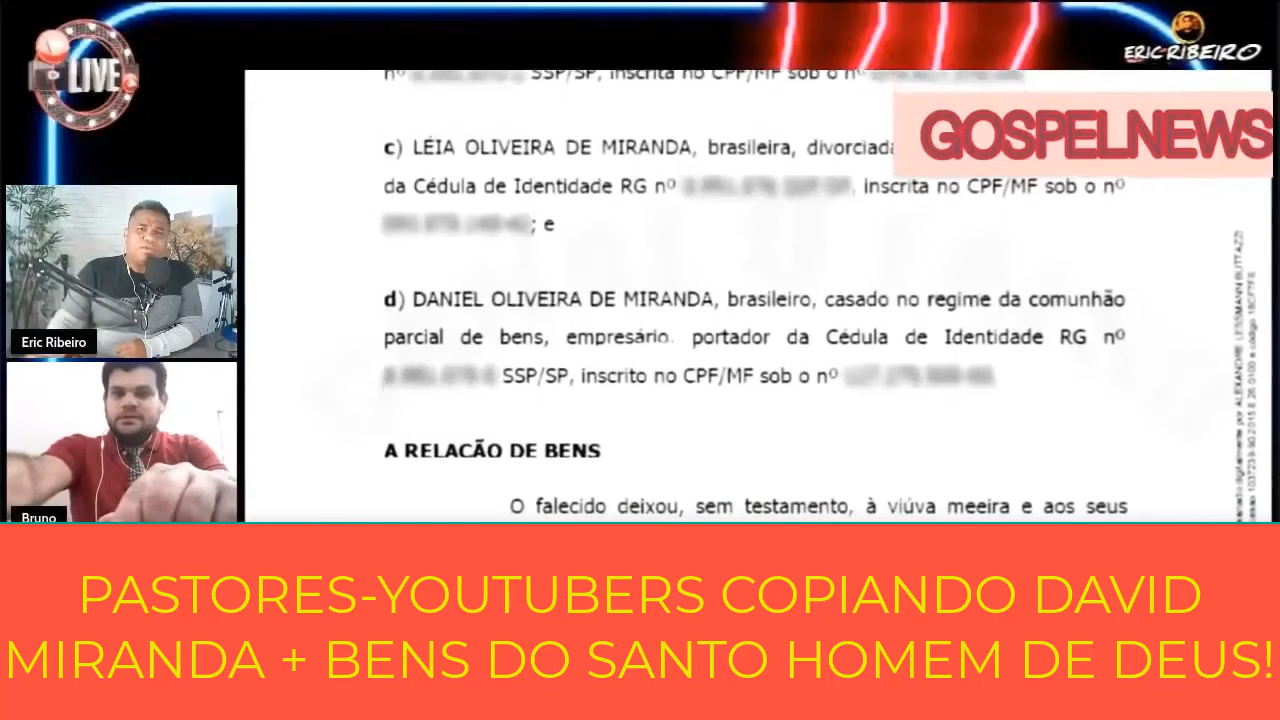 LIVE
ERIC RIBEIRO
GOSPELNEWS
nº SSP/SP, inscrita no CPF/MF sob o nº
c) LÉIA OLIVEIRA DE MIRANDA, brasileira, divorciada
da Cédula de Identidade RG nº inscrita no CPF/MF sob o nº
; e
d) DANIEL OLIVEIRA DE MIRANDA, brasileiro, casado no regime da comunhão
parcial de bens, empresário, portador da Cédula de Identidade RG nº
SSP/SP, inscrito no CPF/MF sob o nº
A RELAÇÃO DE BENS
O falecido deixou, sem testamento, à viúva meeira e aos seus
Eric Ribeiro
Bruno
PASTORES-YOUTUBERS COPIANDO DAVID
MIRANDA + BENS DO SANTO HOMEM DE DEUS!